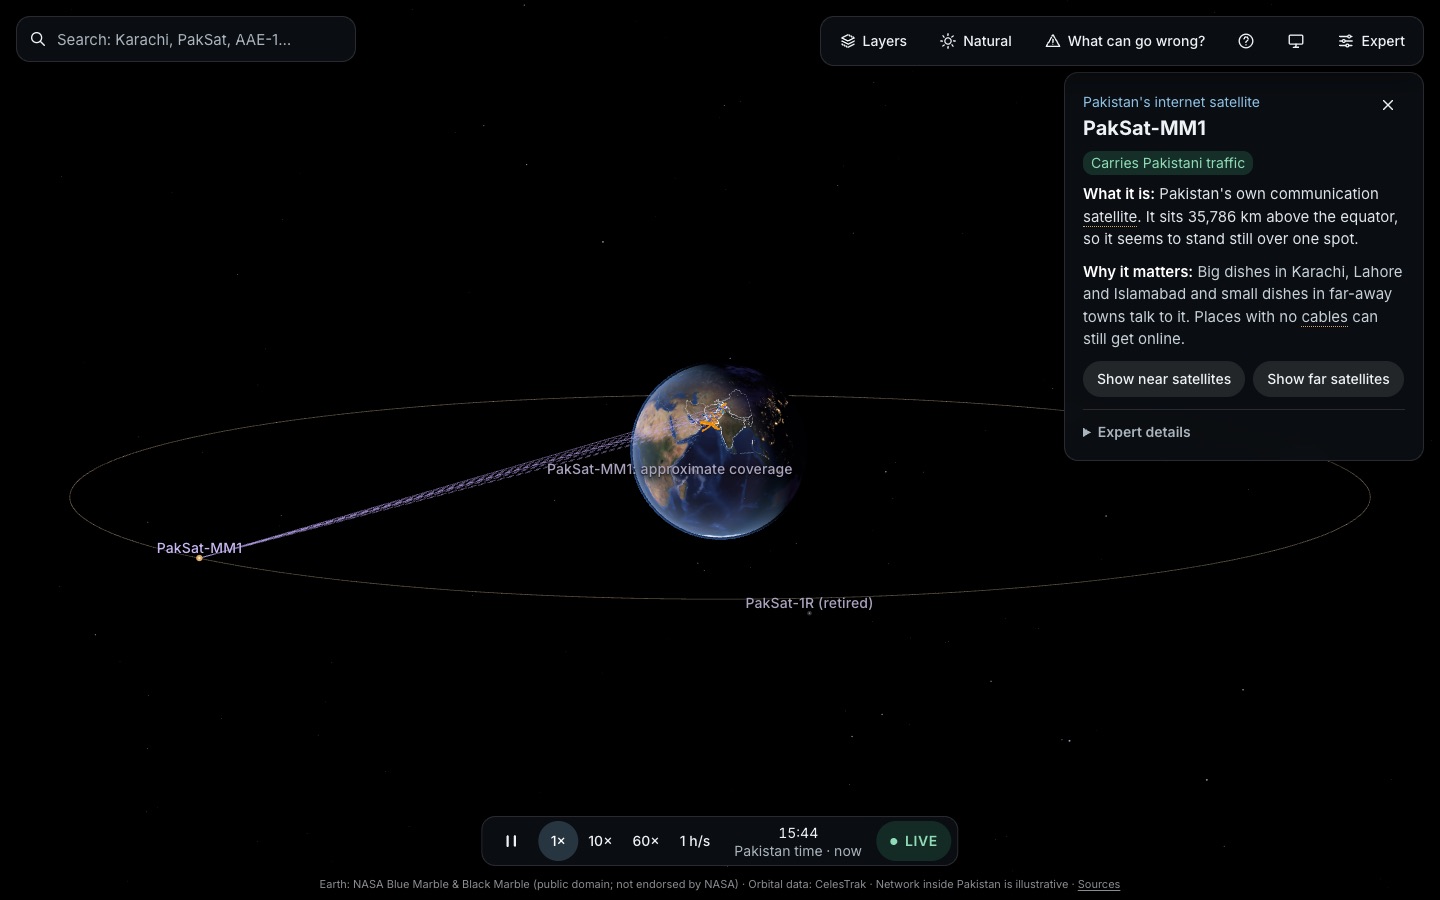 Search: Karachi, PakSat, AAE-1...
Layers
Natural
What can go wrong?
Expert
Pakistan's internet satellite
PakSat-MM1
Carries Pakistani traffic
What it is: Pakistan's own communication
satellite. It sits 35,786 km above the equator,
so it seems to stand still over one spot.
Why it matters: Big dishes in Karachi, Lahore
and Islamabad and small dishes in far-away
towns talk to it. Places with no cables can
still get online.
Show near satellites
Show far satellites
Expert details
PakSat-MM1: approximate coverage
PakSat-MM1
PakSat-1R (retired)
1×
10×
60×
1 h/s
15:44
Pakistan time · now
LIVE
Earth: NASA Blue Marble & Black Marble (public domain; not endorsed by NASA) · Orbital data: CelesTrak · Network inside Pakistan is illustrative · Sources